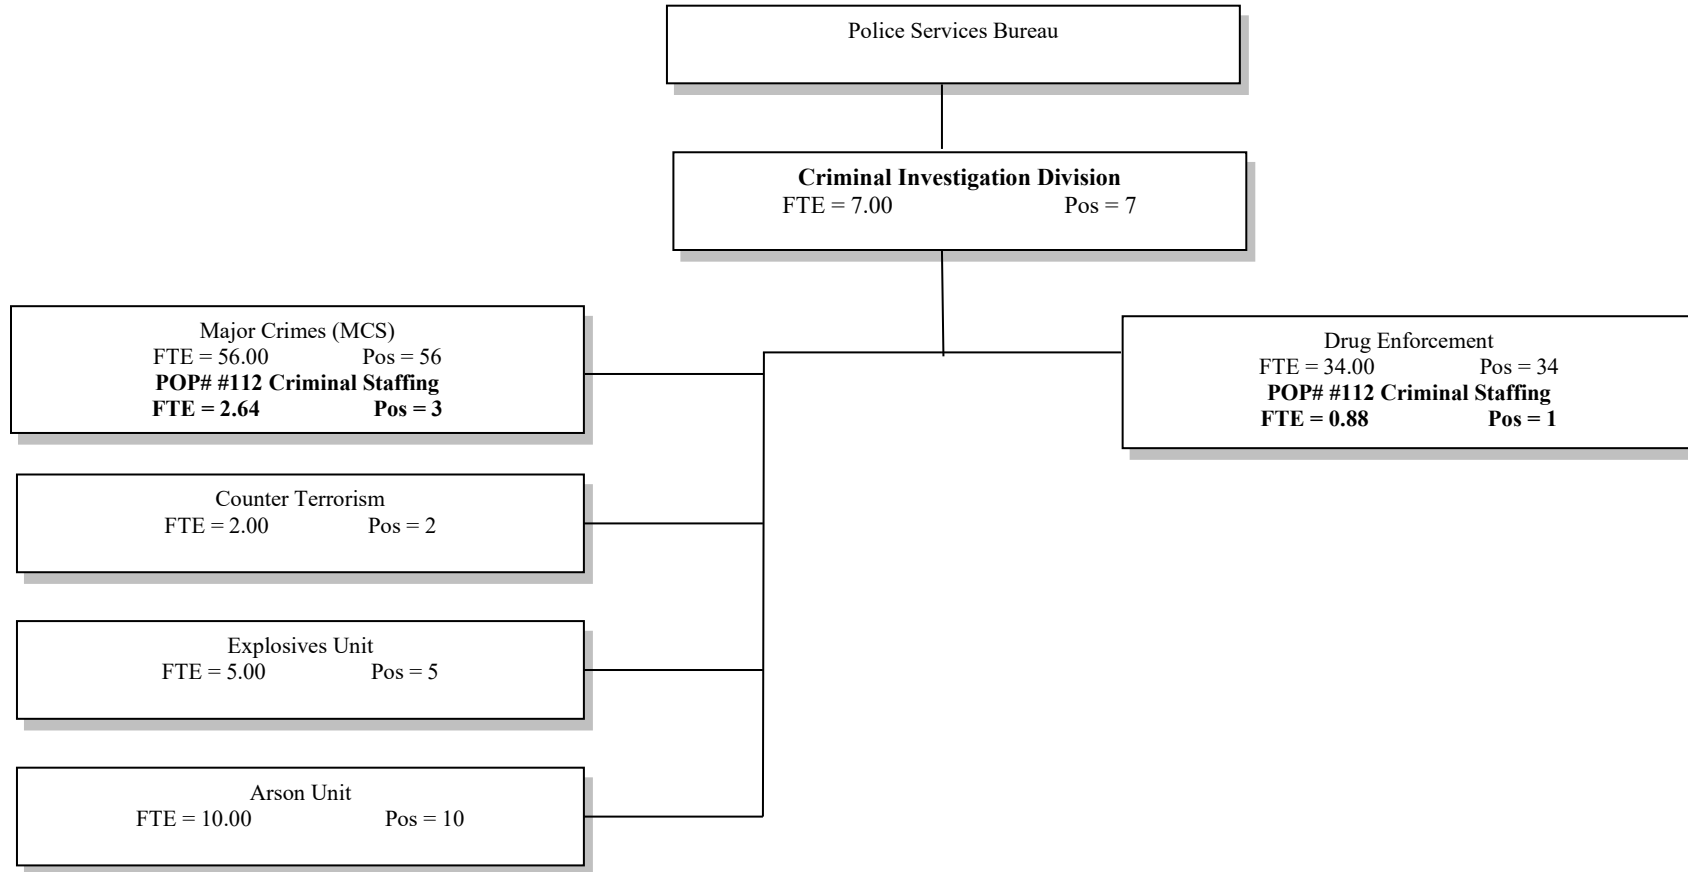 Police Services Bureau
Criminal Investigation Division
FTE = 7.00 Pos = 7
Major Crimes (MCS)
FTE = 56.00 Pos = 56
POP# #112 Criminal Staffing
FTE = 2.64 Pos = 3
Drug Enforcement
FTE = 34.00 Pos = 34
POP# #112 Criminal Staffing
FTE = 0.88 Pos = 1
Counter Terrorism
FTE = 2.00 Pos = 2
Explosives Unit
FTE = 5.00 Pos = 5
Arson Unit
FTE = 10.00 Pos = 10